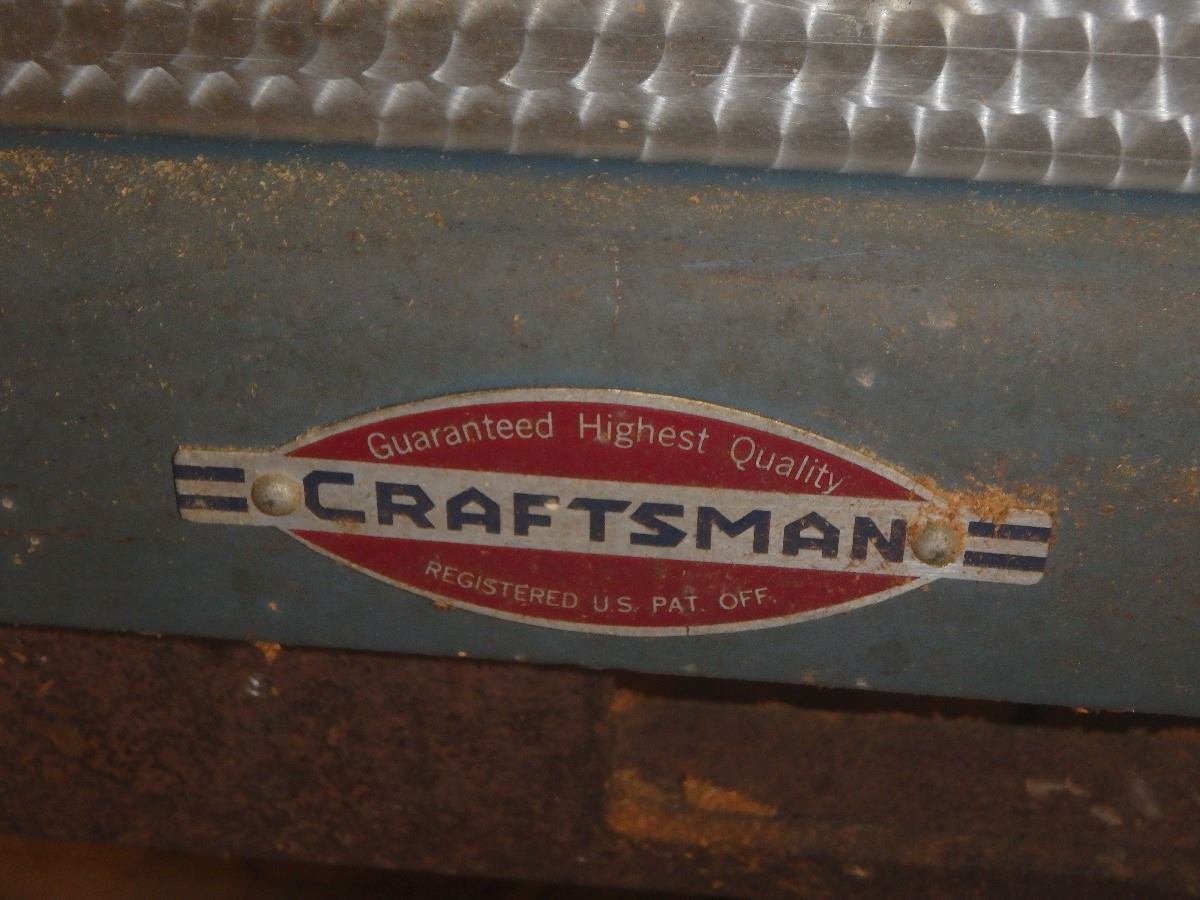 Guaranteed Highest Quality
CRAFTSMAN
REGISTERED U.S. PAT. OFF.